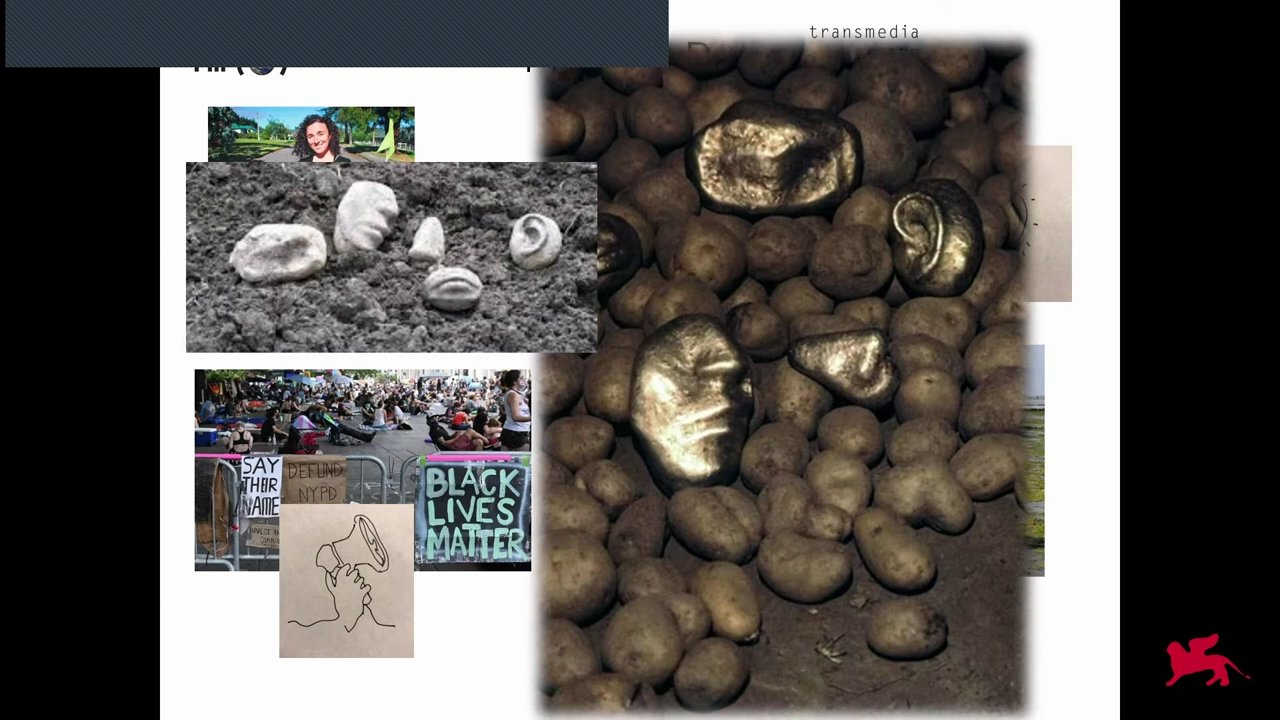 transmedia
SAY
THEIR
NAME
DEFUND
NYPD
BLACK
LIVES
MATTER